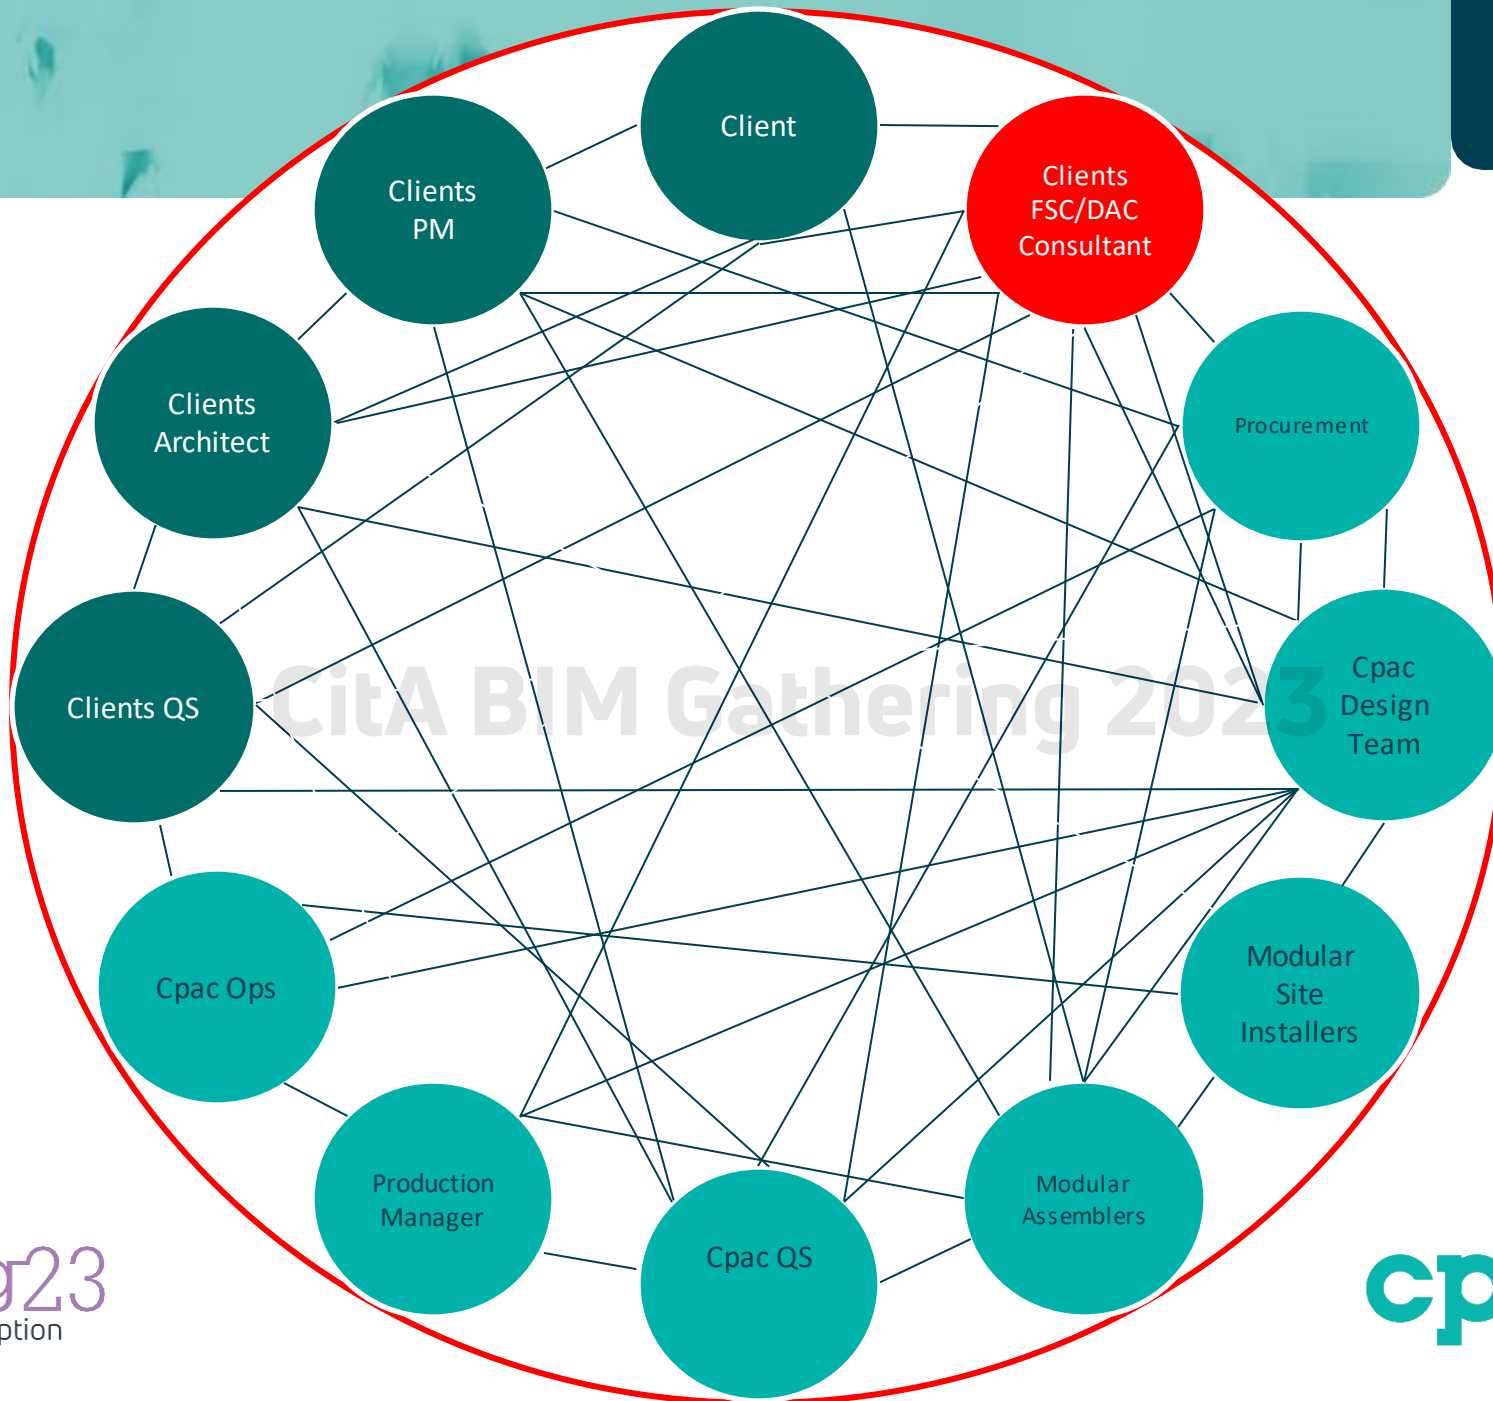 Client
Clients
PM
Clients
FSC/DAC
Consultant
Clients
Architect
Procurement
Clients QS
CitA BIM Gathering 2023
Cpac
Design
Team
Cpac Ops
Modular
Site
Installers
Production
Manager
Cpac QS
Modular
Assemblers
g23
ption
cp